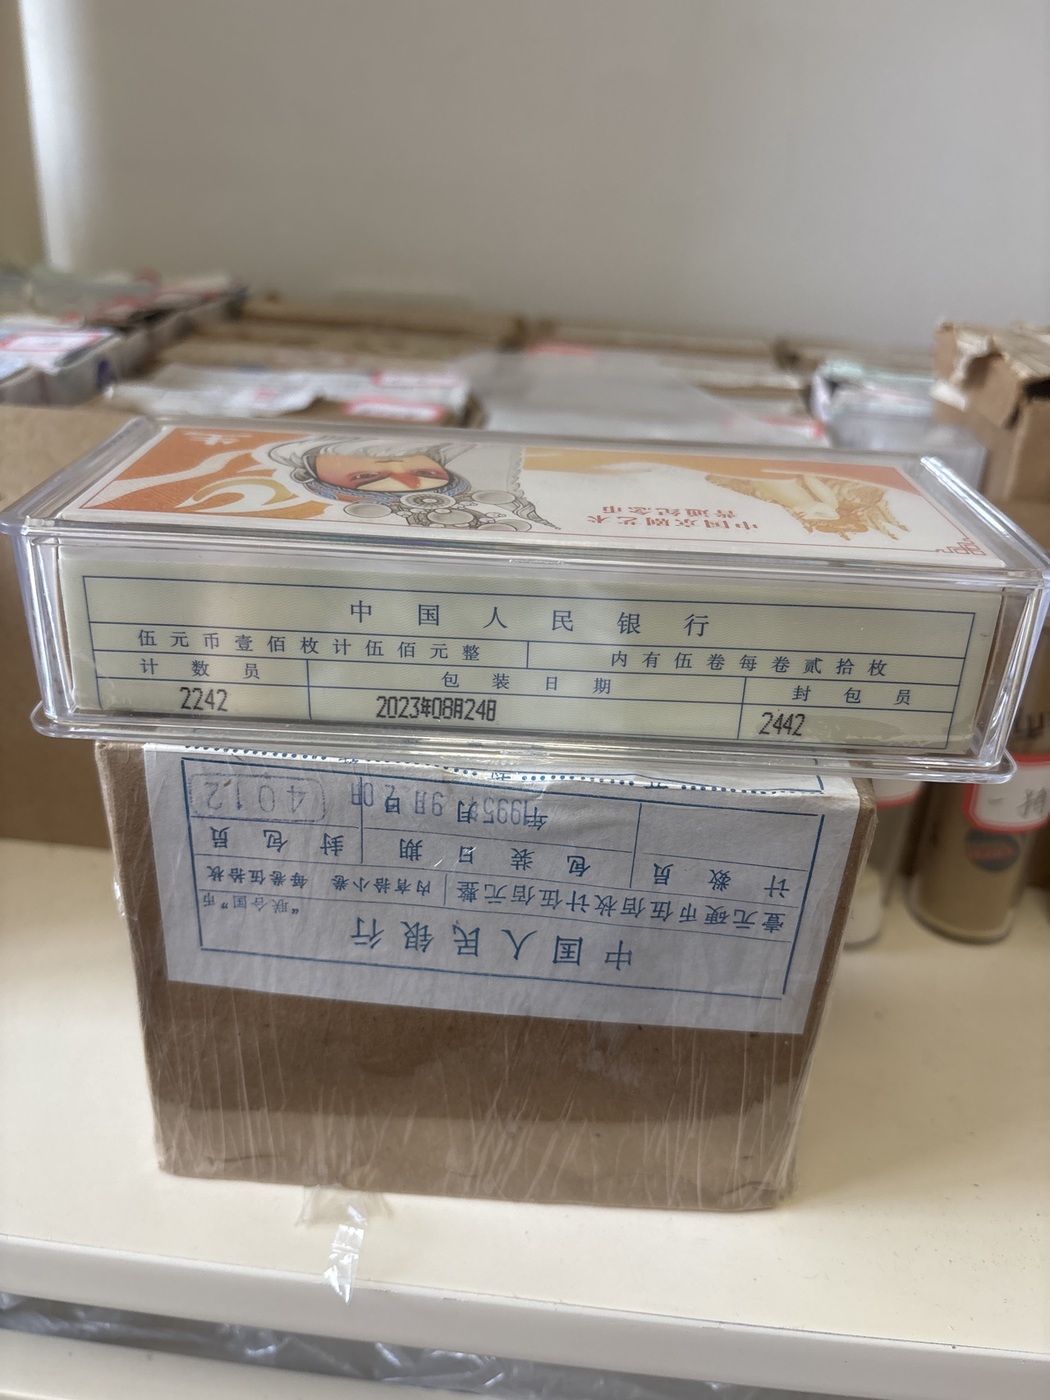 中国京剧艺术
普通纪念币
中国人民银行
伍元币壹佰枚计伍佰元整 内有伍卷每卷贰拾枚
计数员 包装日期 封包员
2242 2023年08月24日 2442
中国人民银行
壹元硬币伍佰枚计伍佰元整 内有拾小卷 每卷伍拾枚 "联合国"币
计数员 包装日期 封包员
1995年9月20日 4012